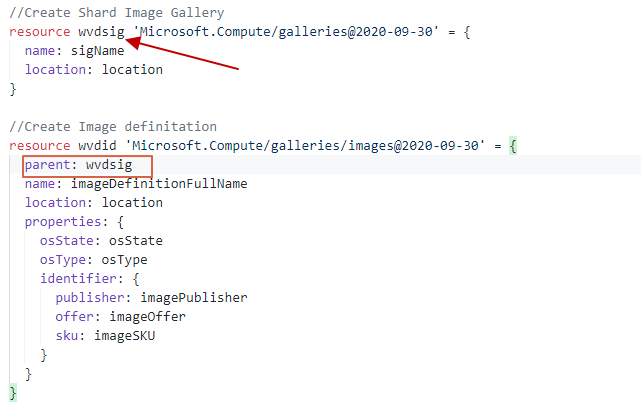 //Create Shard Image Gallery
resource wvdsig 'Microsoft.Compute/galleries@2020-09-30' = {
  name: sigName
  location: location
}

//Create Image definitation
resource wvdid 'Microsoft.Compute/galleries/images@2020-09-30' = {
  parent: wvdsig
  name: imageDefinitionFullName
  location: location
  properties: {
    osState: osState
    osType: osType
    identifier: {
      publisher: imagePublisher
      offer: imageOffer
      sku: imageSKU
    }
  }
}